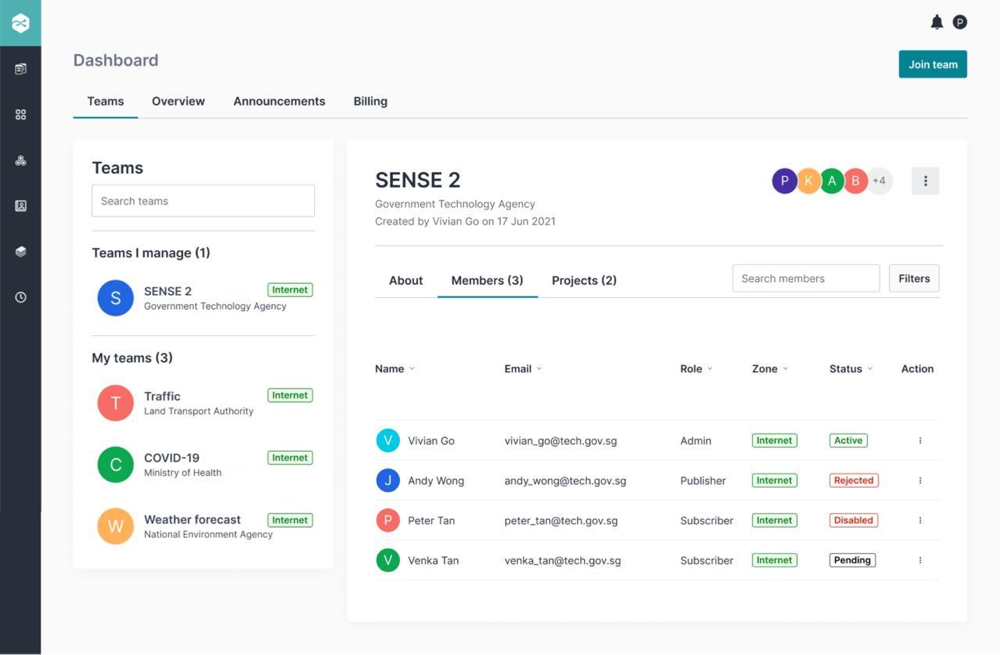 P
Dashboard
Join team
Teams Overview Announcements Billing
Teams
Search teams
Teams I manage (1)
S SENSE 2 Internet
Government Technology Agency
My teams (3)
T Traffic Internet
Land Transport Authority
C COVID-19 Internet
Ministry of Health
W Weather forecast Internet
National Environment Agency
SENSE 2
P K A B +4
Government Technology Agency
Created by Vivian Go on 17 Jun 2021
About Members (3) Projects (2) Search members Filters
Name Email Role Zone Status Action
V Vivian Go vivian_go@tech.gov.sg Admin Internet Active
J Andy Wong andy_wong@tech.gov.sg Publisher Internet Rejected
P Peter Tan peter_tan@tech.gov.sg Subscriber Internet Disabled
V Venka Tan venka_tan@tech.gov.sg Subscriber Internet Pending